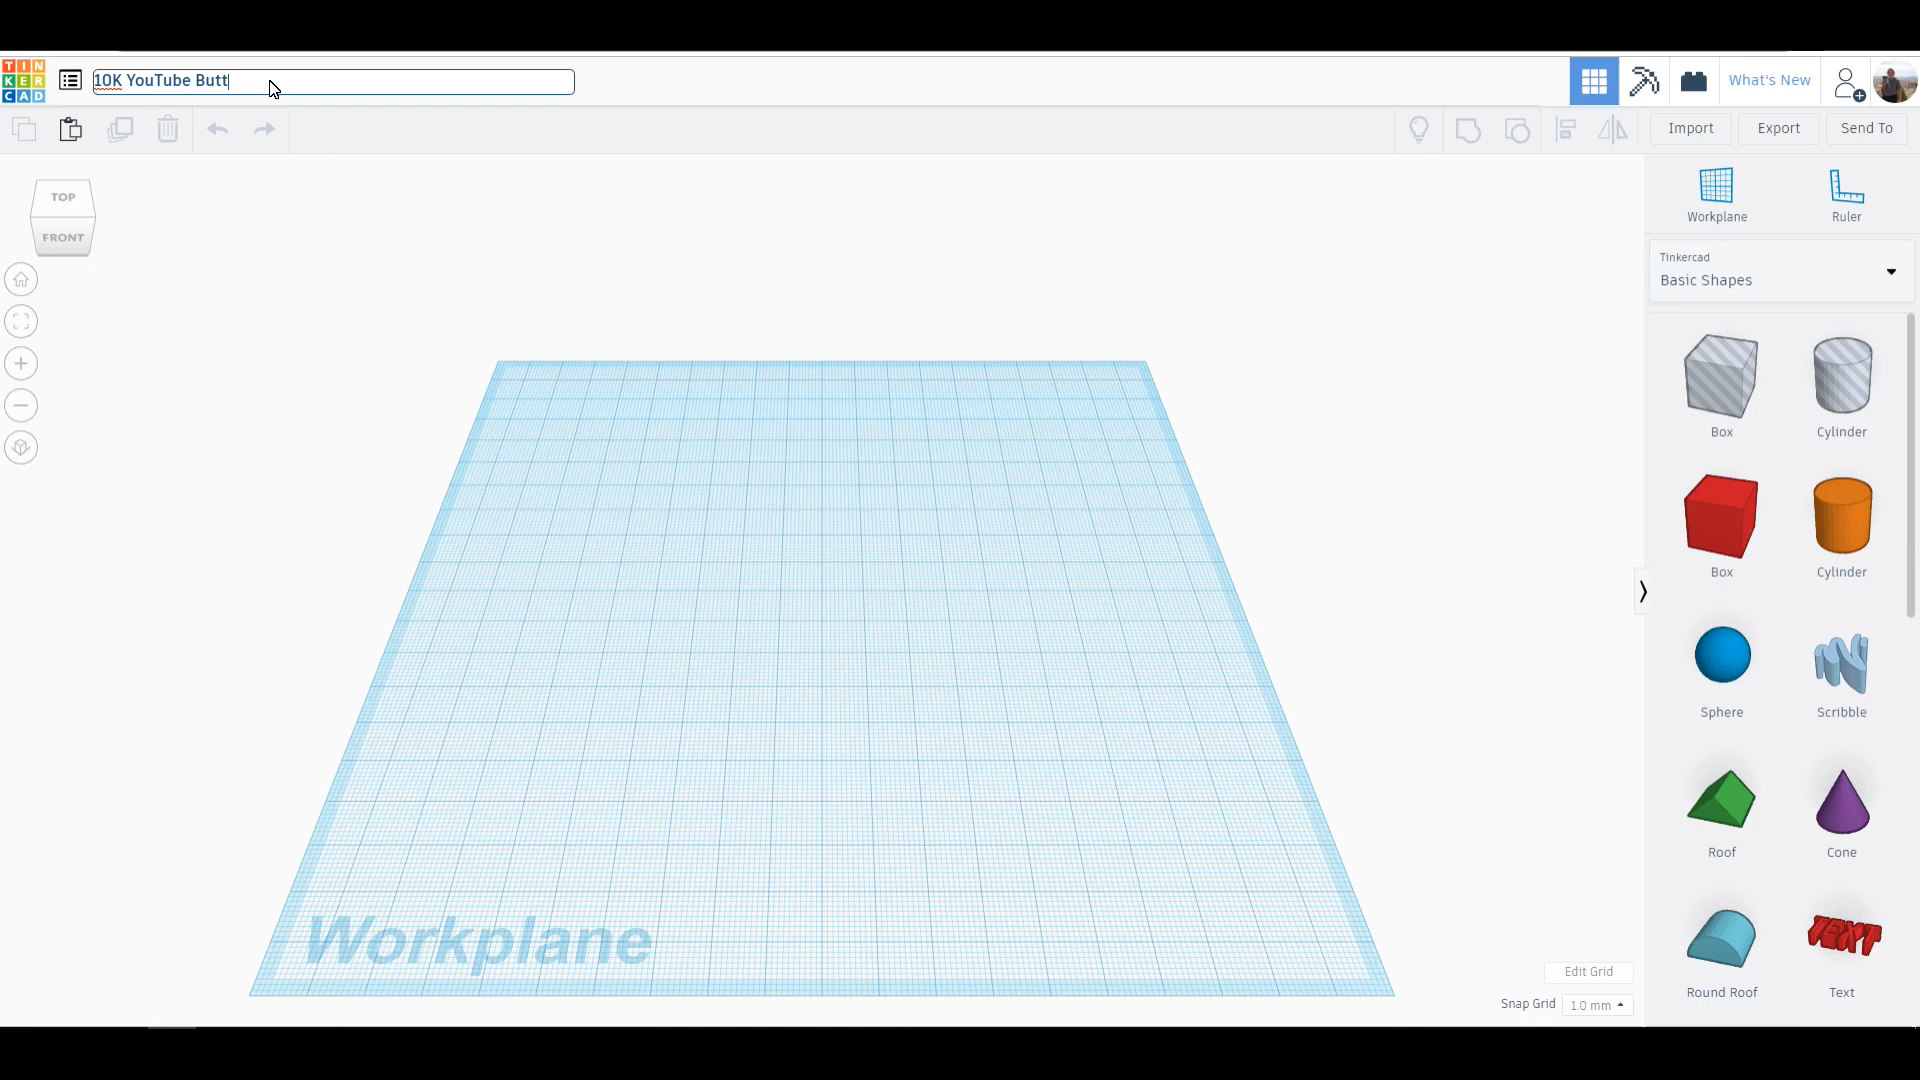 TIN
KER
CAD
10K YouTube Butt
What's New
Import
Export
Send To
TOP
FRONT
Workplane
Ruler
Tinkercad
Basic Shapes
Box
Cylinder
Box
Cylinder
Sphere
Scribble
Roof
Cone
TEXT
Round Roof
Text
Workplane
Edit Grid
Snap Grid
1.0 mm